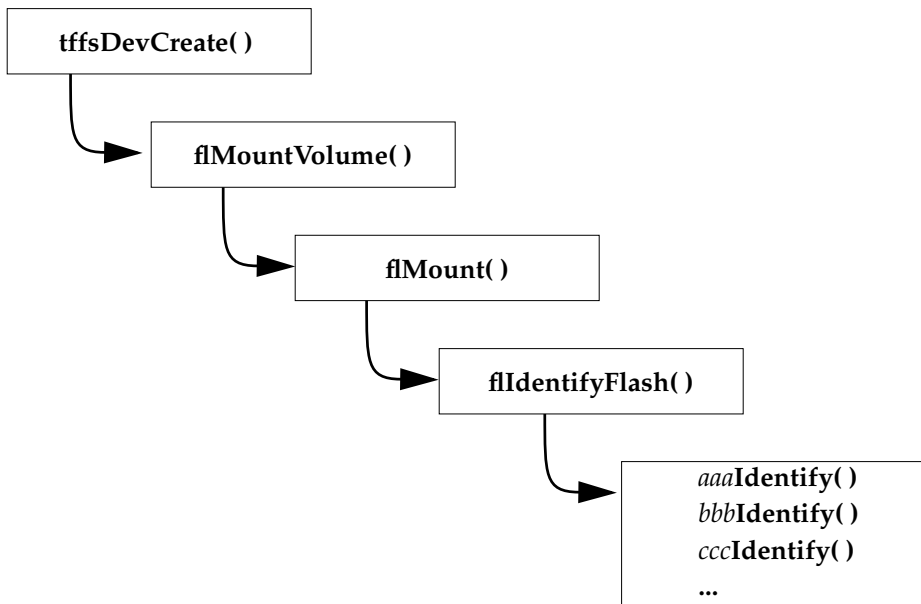 tffsDevCreate( )
flMountVolume( )
flMount( )
flIdentifyFlash( )
aaaIdentify( )
bbbIdentify( )
cccIdentify( )
...